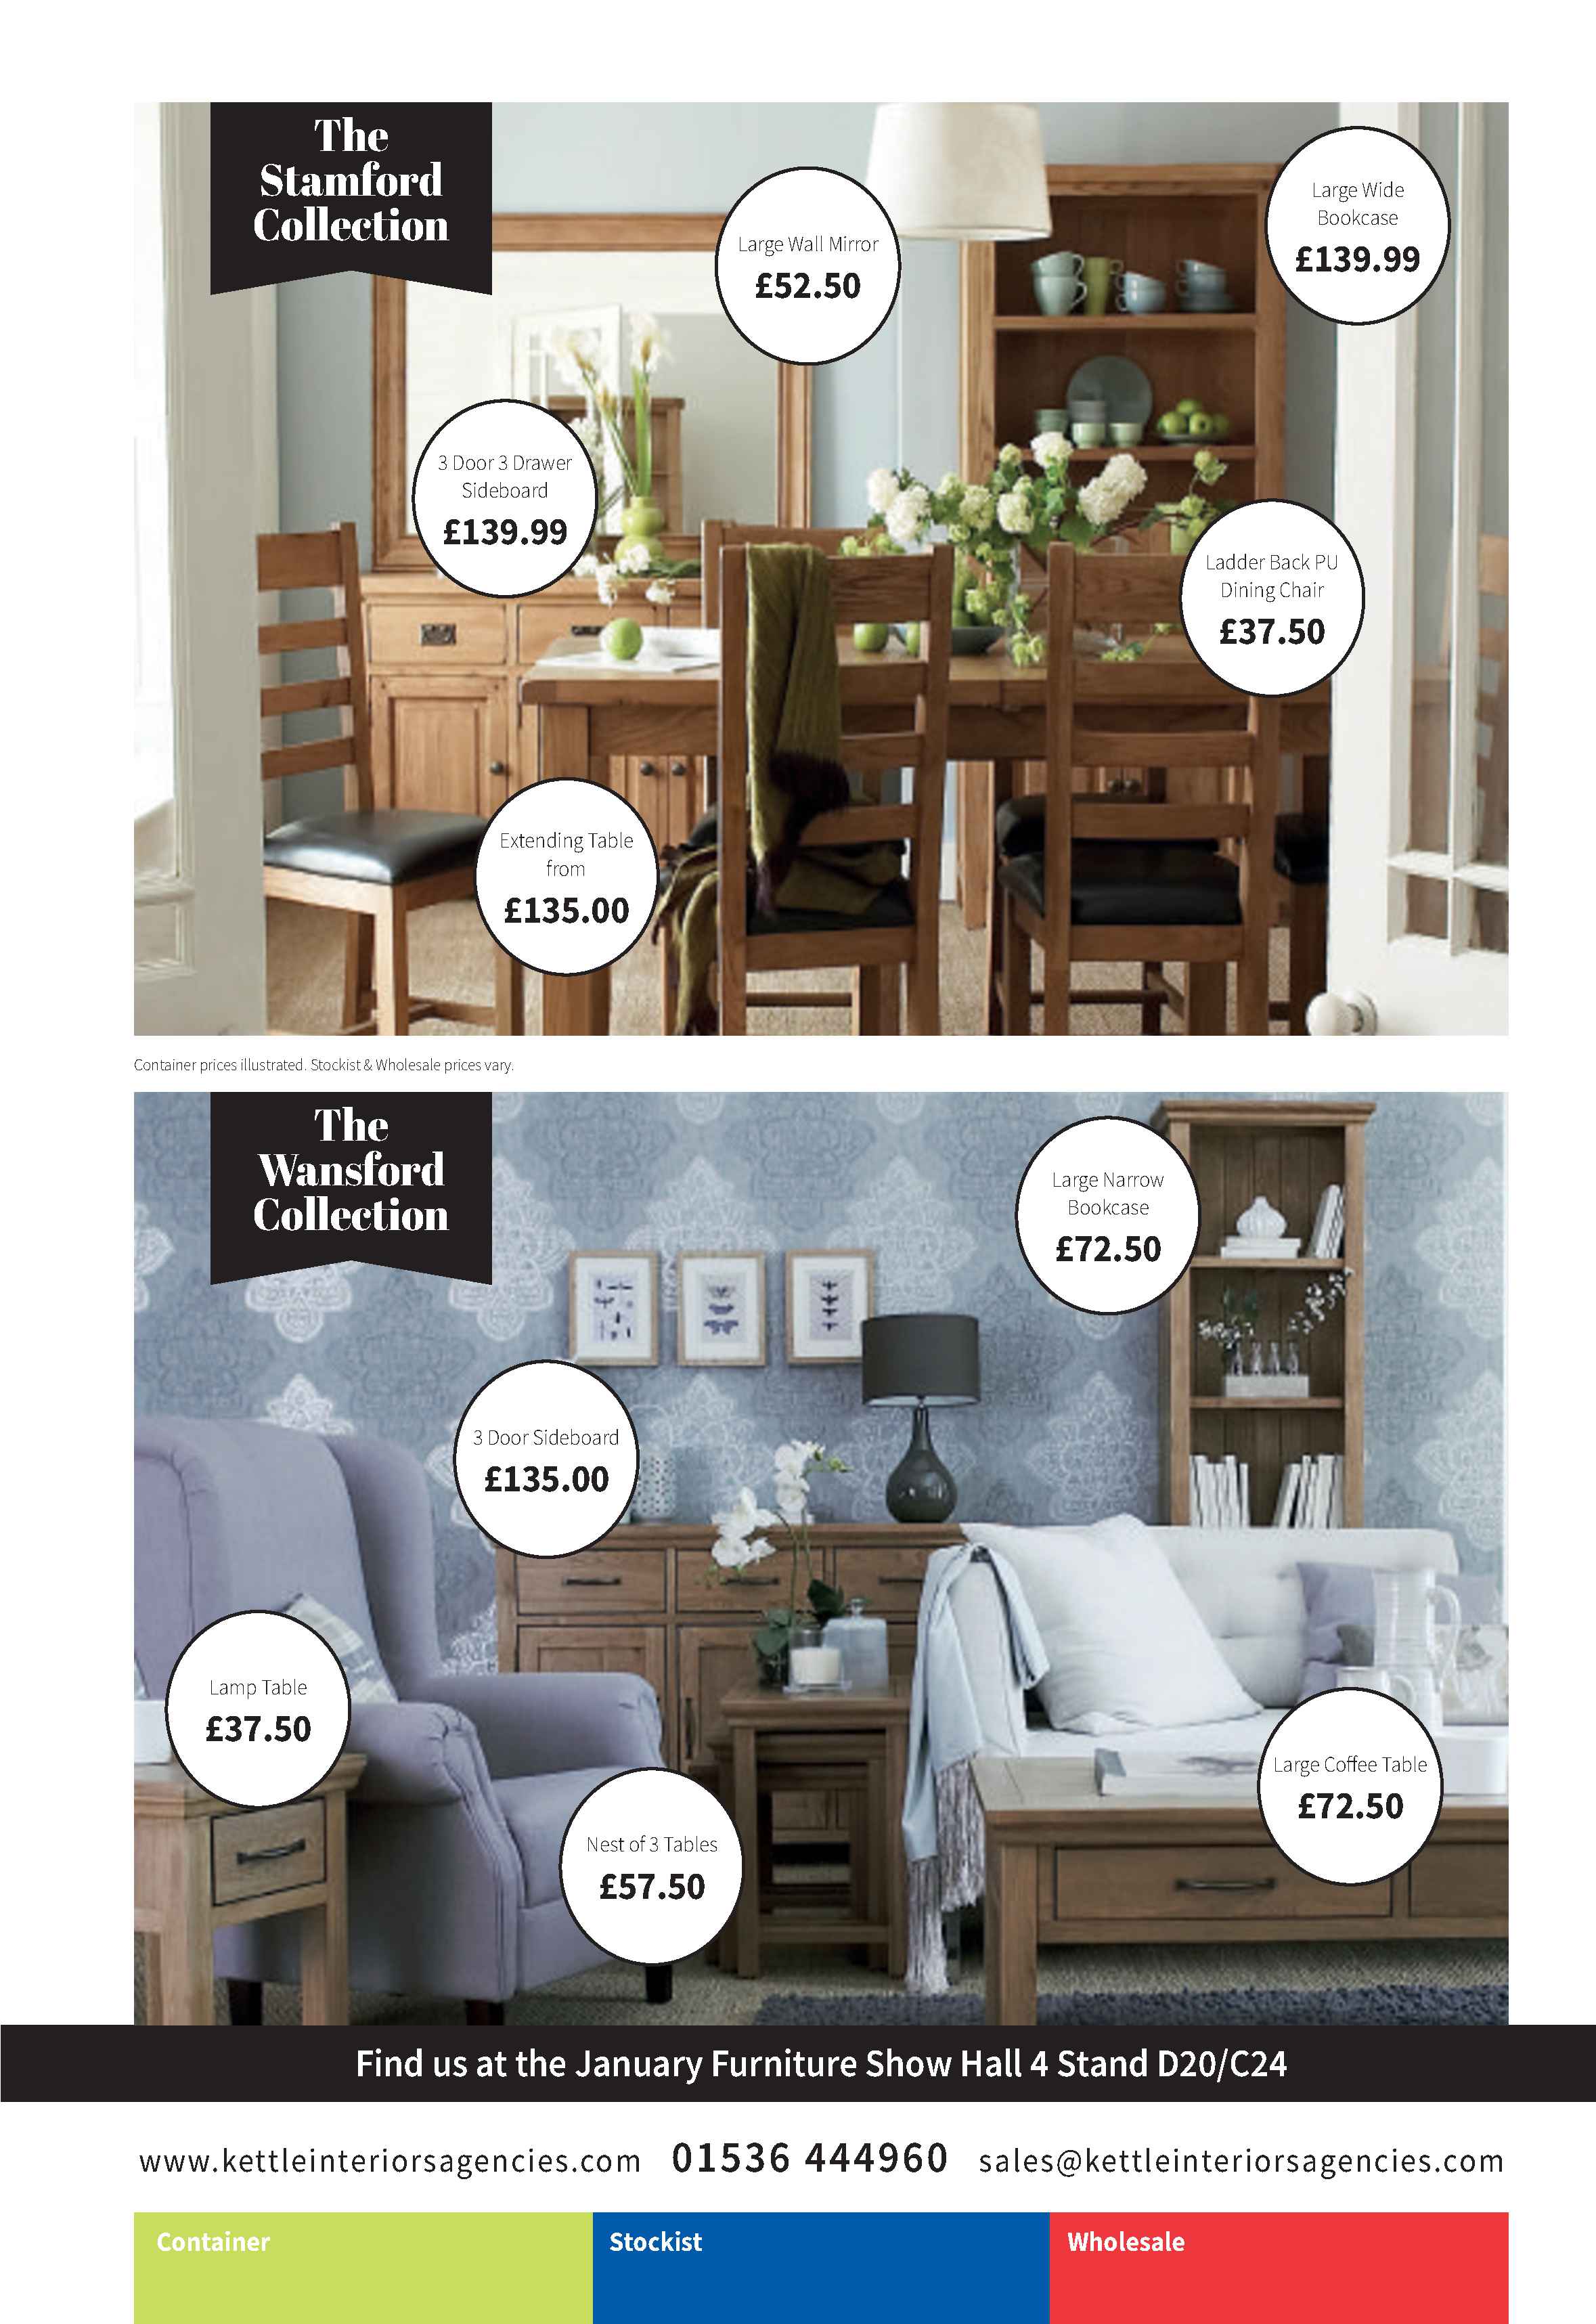 The
Stamford
Collection
Large Wall Mirror
£52.50
Large Wide
Bookcase
£139.99
3 Door 3 Drawer
Sideboard
£139.99
Ladder Back PU
Dining Chair
£37.50
Extending Table
from
£135.00
Container prices illustrated. Stockist & Wholesale prices vary.
The
Wansford
Collection
Large Narrow
Bookcase
£72.50
3 Door Sideboard
£135.00
Lamp Table
£37.50
Large Coffee Table
£72.50
Nest of 3 Tables
£57.50
Find us at the January Furniture Show Hall 4 Stand D20/C24
www.kettleinteriorsagencies.com 01536 444960 sales@kettleinteriorsagencies.com
Container
Stockist
Wholesale